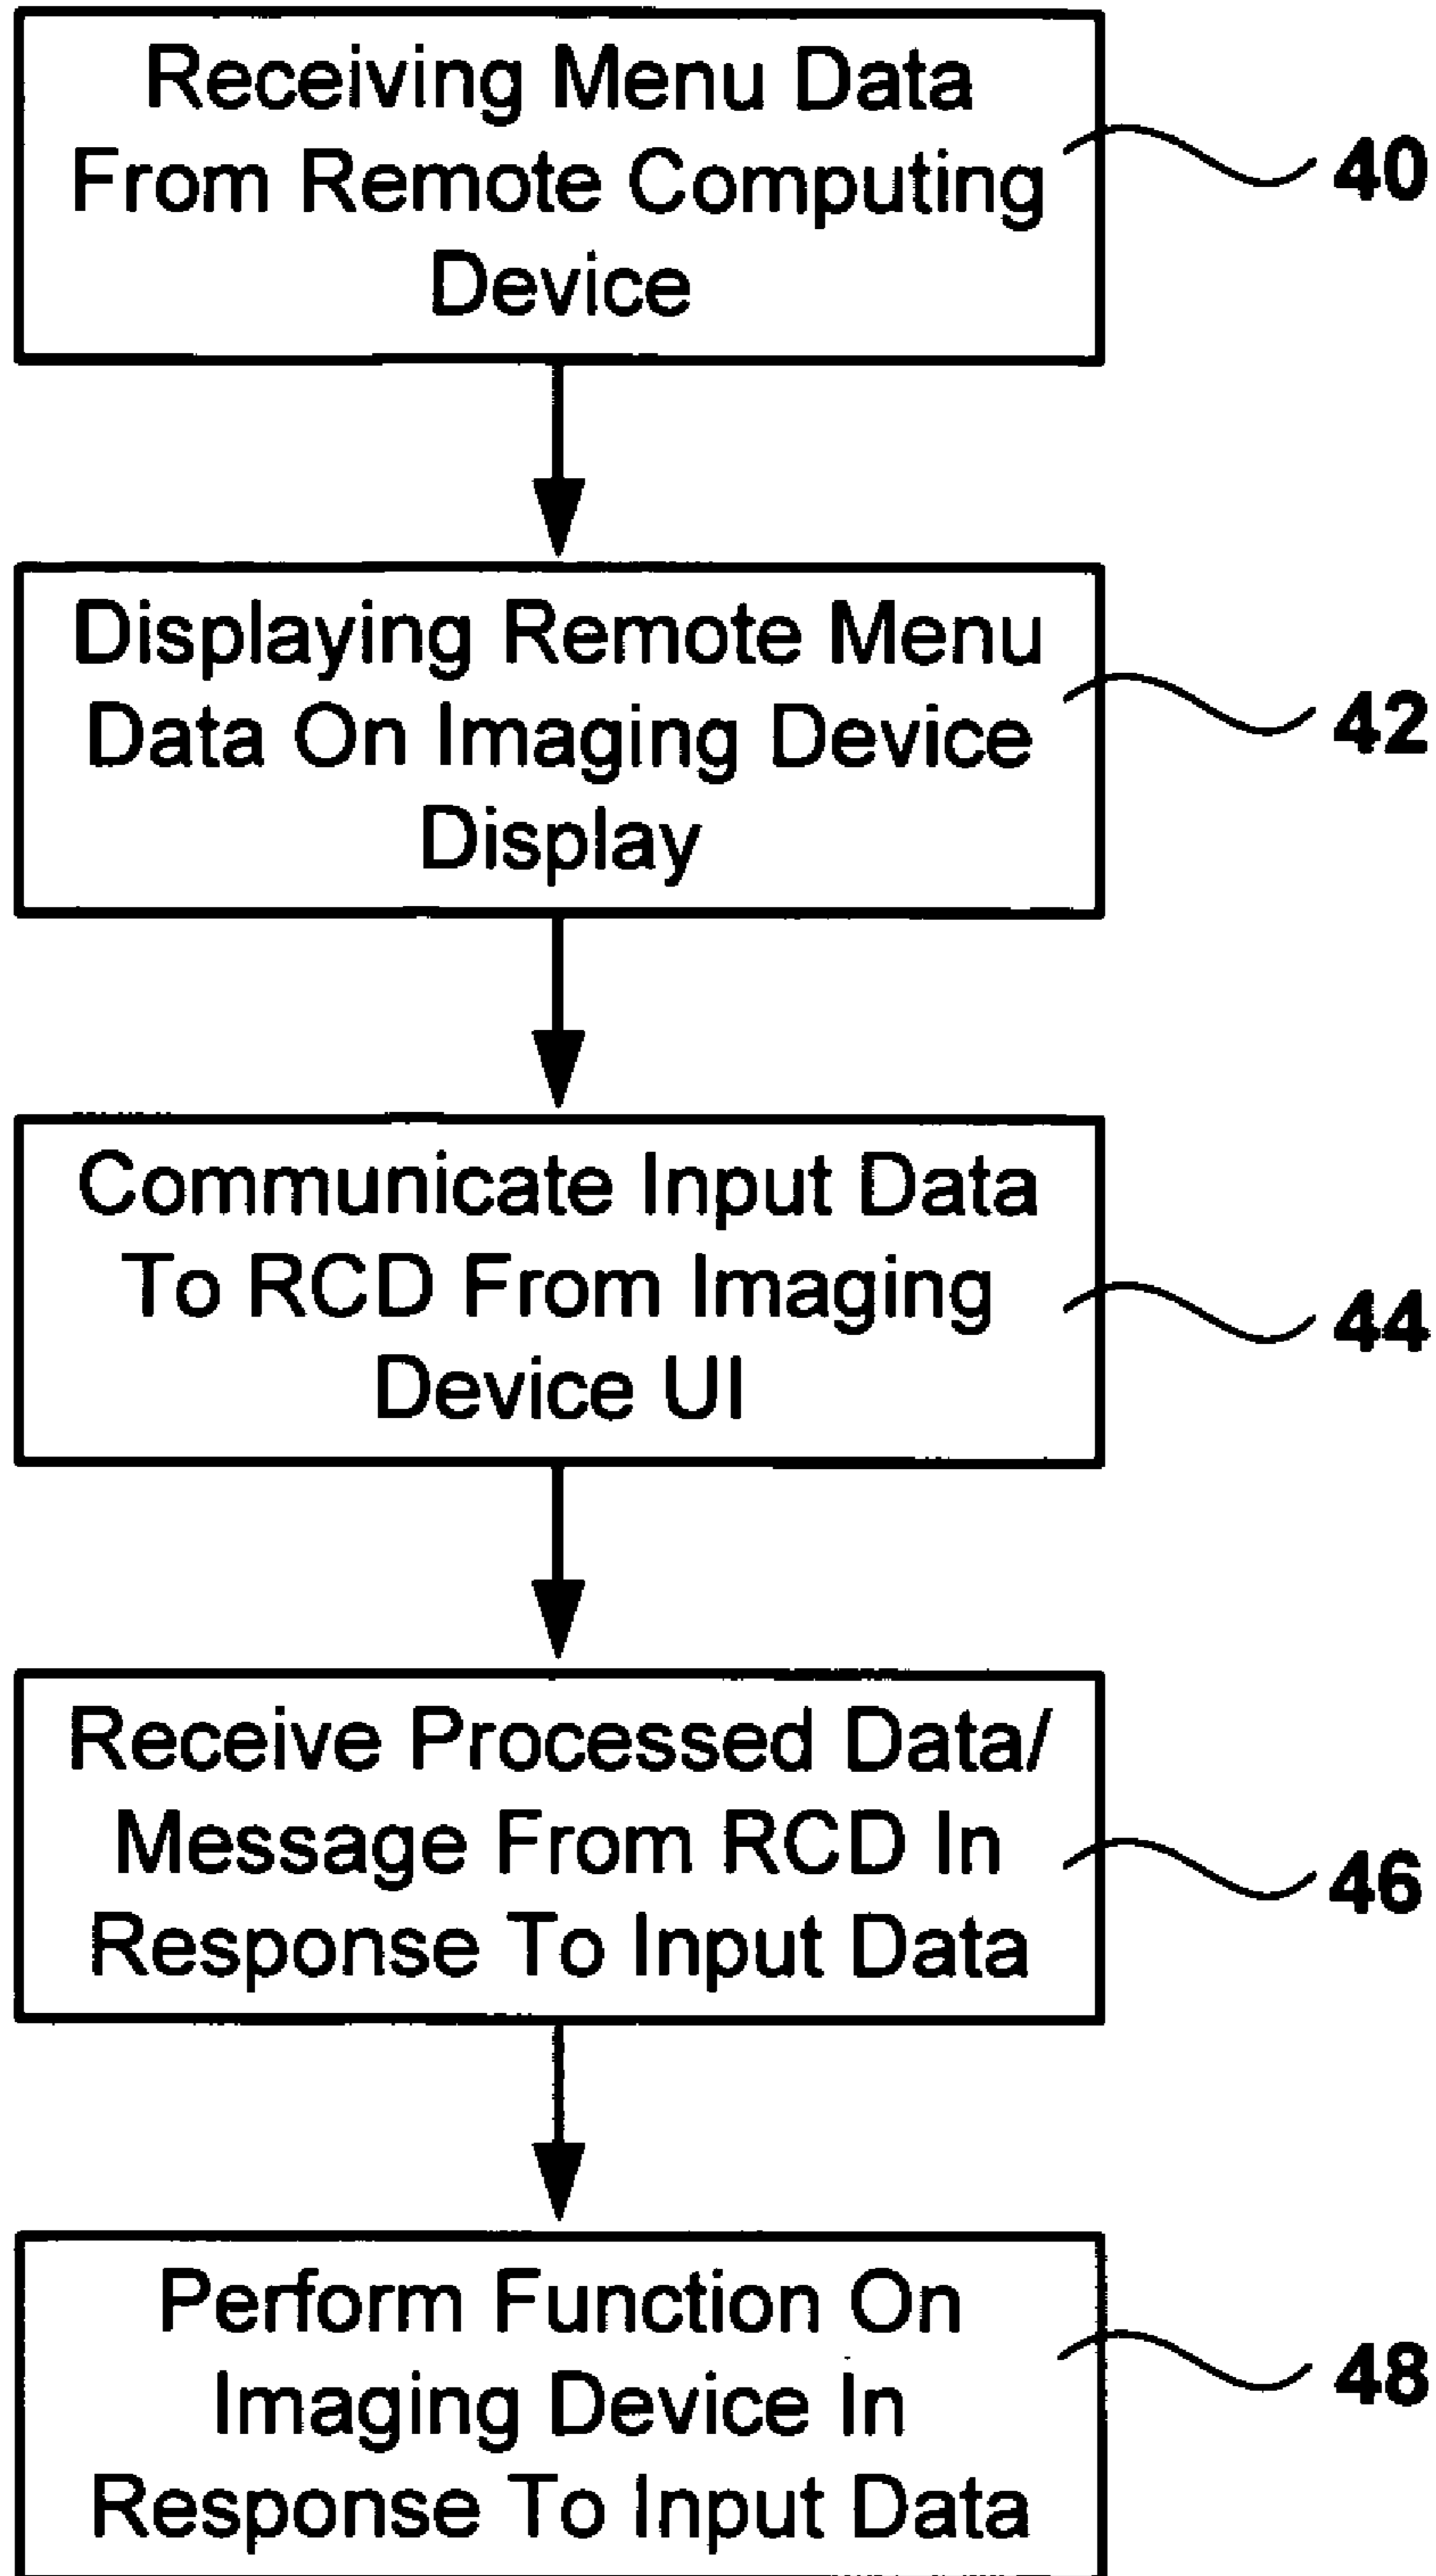 Receiving Menu Data
From Remote Computing
Device
40
Displaying Remote Menu
Data On Imaging Device
Display
42
Communicate Input Data
To RCD From Imaging
Device UI
44
Receive Processed Data/
Message From RCD In
Response To Input Data
46
Perform Function On
Imaging Device In
Response To Input Data
48